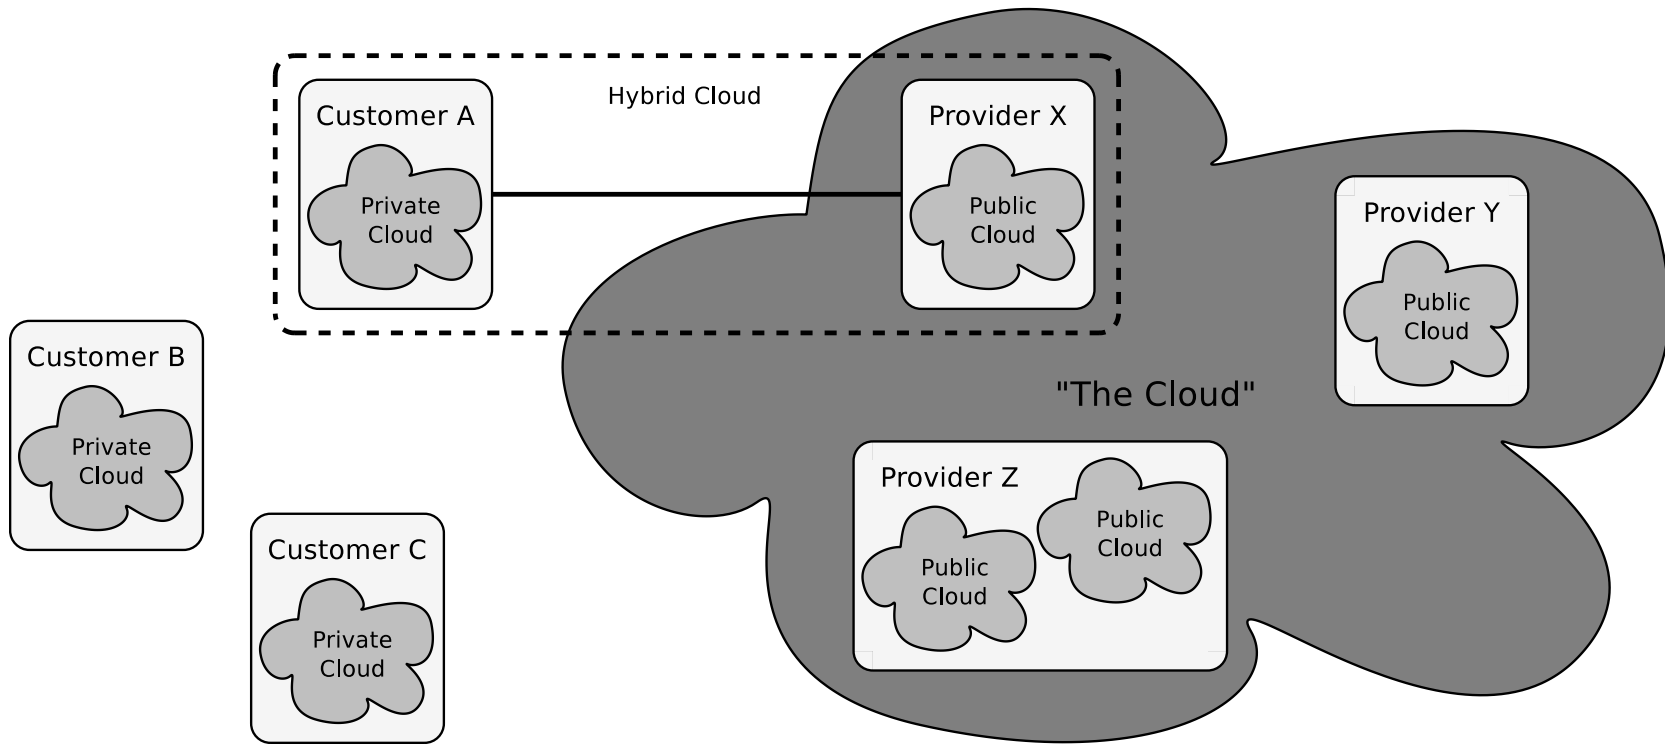 Hybrid Cloud
Customer A
Private
Cloud
Provider X
Public
Cloud
Provider Y
Public
Cloud
Customer B
Private
Cloud
"The Cloud"
Provider Z
Public
Cloud
Public
Cloud
Customer C
Private
Cloud